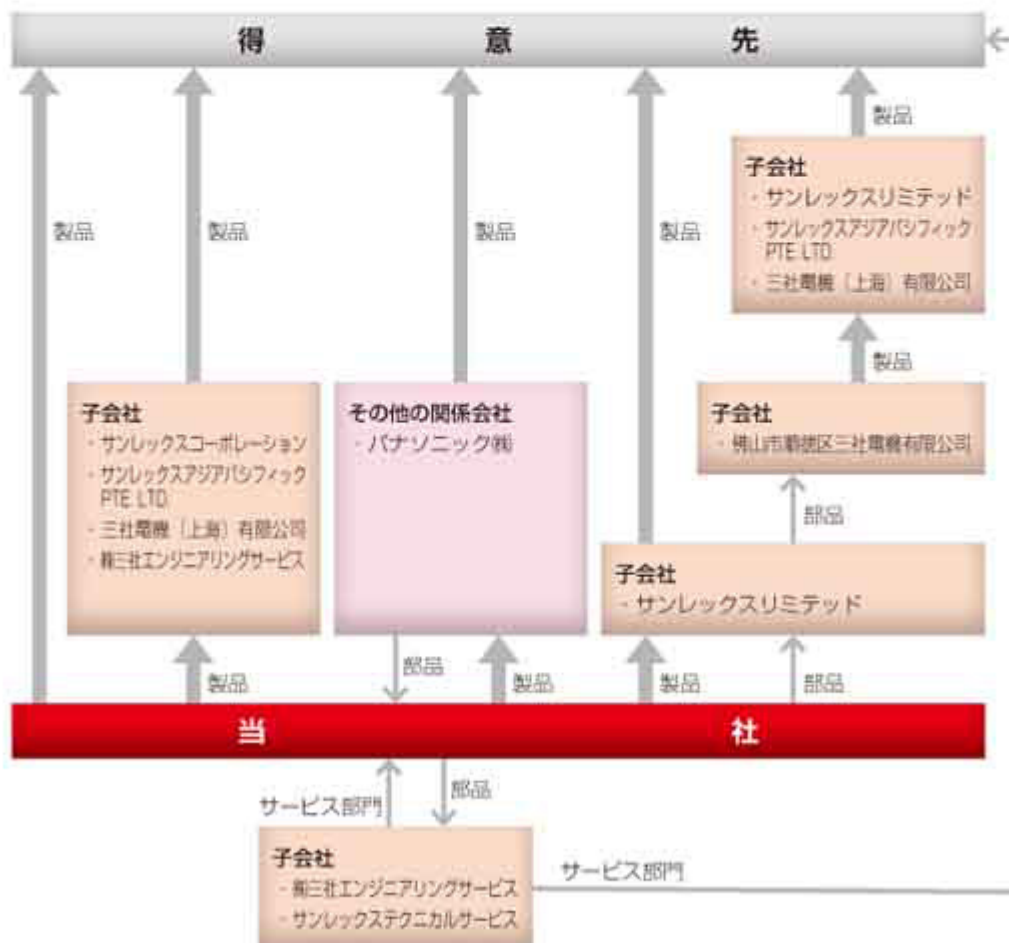 得意先
製品
子会社
・サンレックスリミテッド
・サンレックスアジアパシフィック
PTE.LTD.
・三社電機（上海）有限公司
製品
製品
製品
製品
製品
子会社
・サンレックスコーポレーション
・サンレックスアジアパシフィック
PTE.LTD.
・三社電機（上海）有限公司
・㈱三社エンジニアリングサービス
その他の関係会社
・パナソニック㈱
子会社
・佛山市順徳区三社電機有限公司
部品
子会社
・サンレックスリミテッド
製品
部品
製品
製品
部品
当社
サービス部門
部品
子会社
・㈱三社エンジニアリングサービス
・サンレックステクニカルサービス
サービス部門